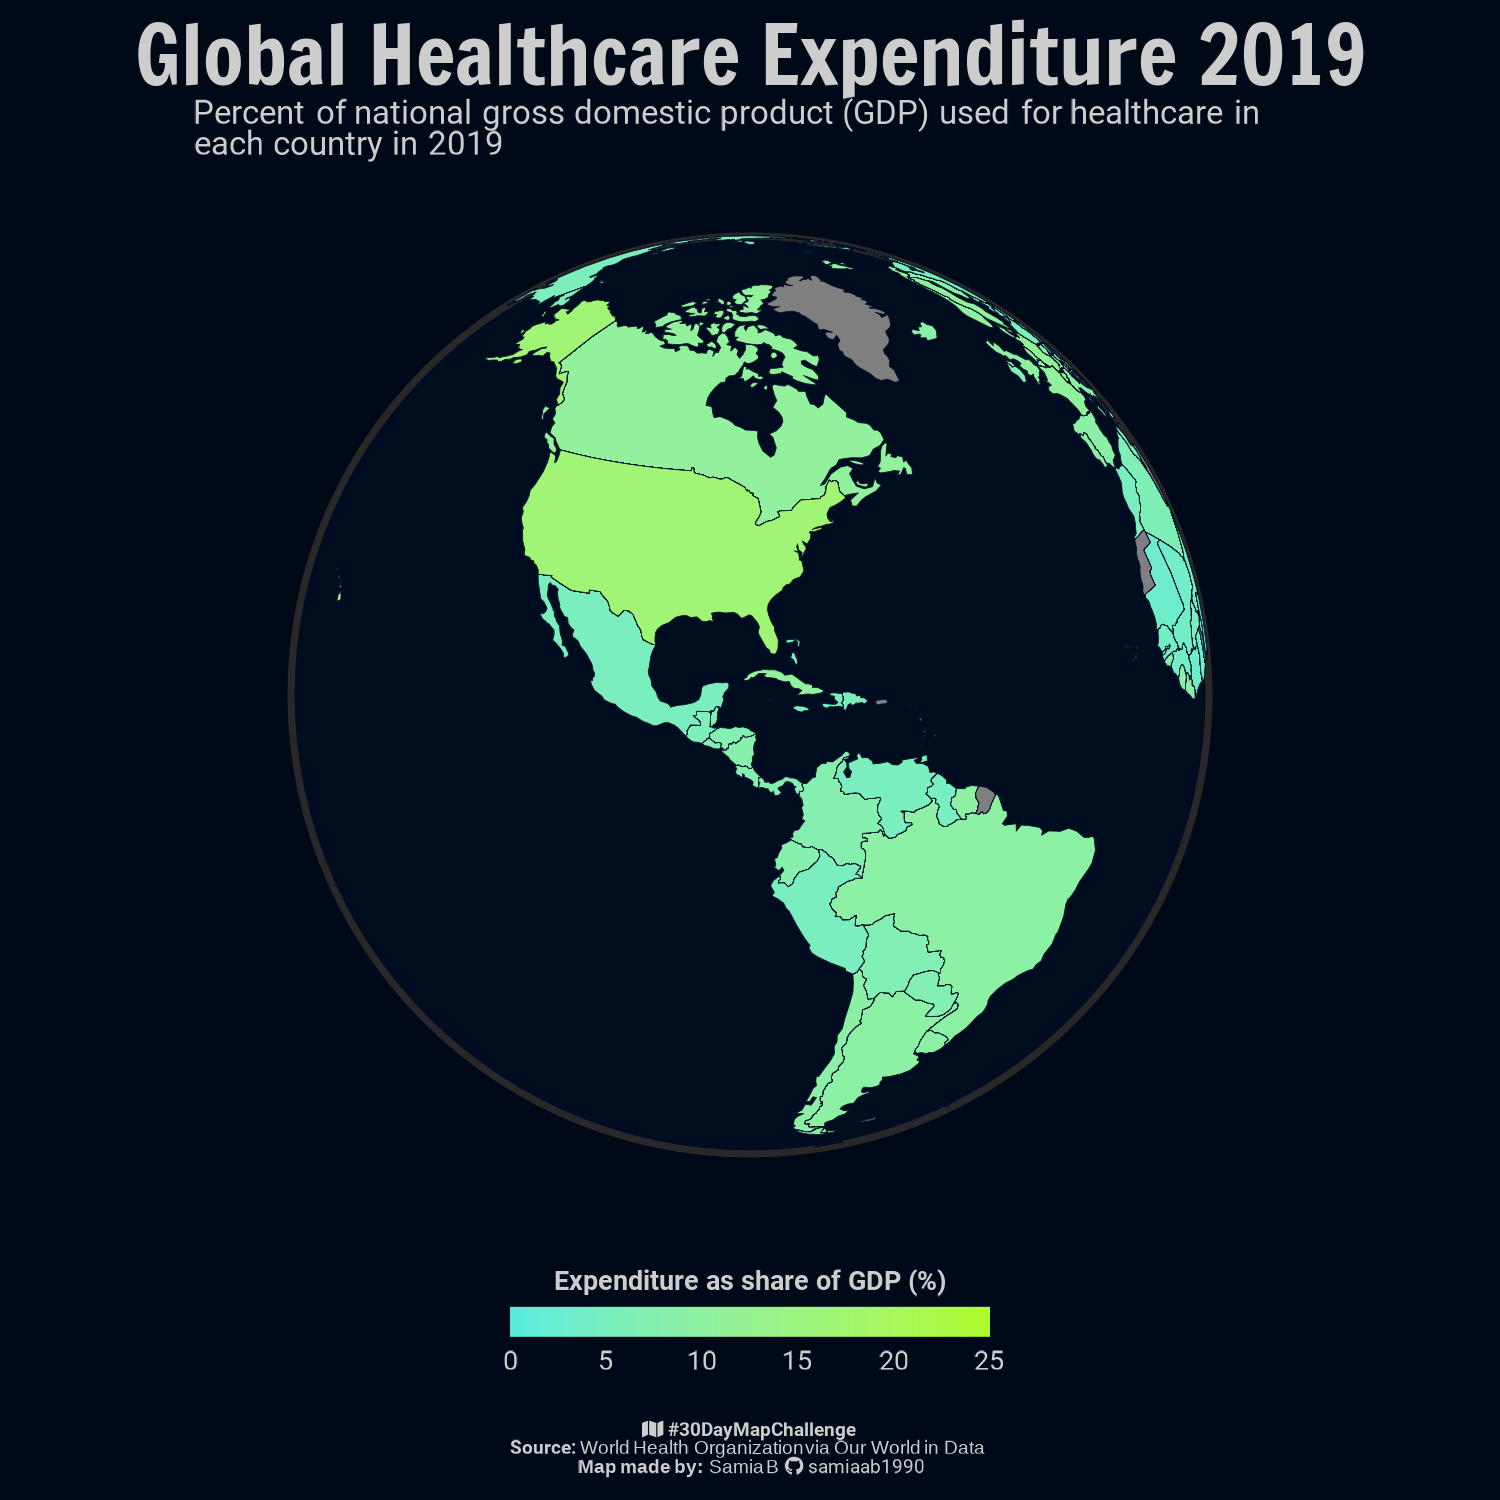 Global Healthcare Expenditure 2019
Percent of national gross domestic product (GDP) used for healthcare in
each country in 2019
Expenditure as share of GDP (%)
0 5 10 15 20 25
#30DayMapChallenge
Source: World Health Organization via Our World in Data
Map made by: Samia B samiaab1990